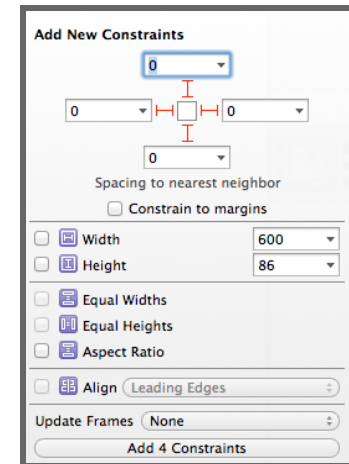 Add New Constraints
0
0 0
0
Spacing to nearest neighbor
Constrain to margins
Width 600
Height 86
Equal Widths
Equal Heights
Aspect Ratio
Align Leading Edges
Update Frames None
Add 4 Constraints